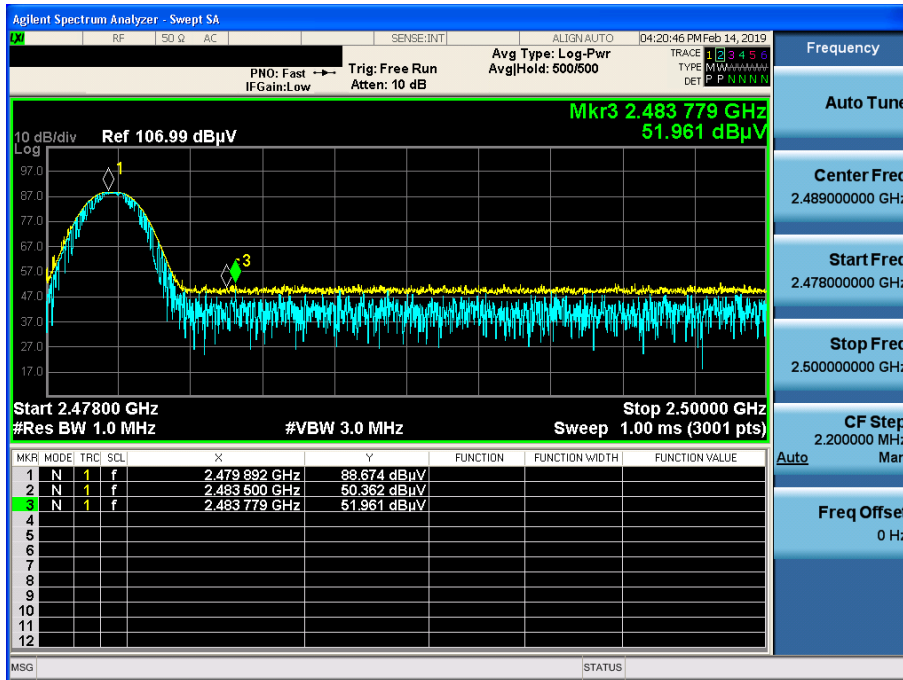 Agilent Spectrum Analyzer - Swept SA
LXI RF 50 Ω AC SENSE:INT ALIGN AUTO 04:20:46 PM Feb 14, 2019
PNO: Fast
IFGain:Low
Trig: Free Run
Atten: 10 dB
Avg Type: Log-Pwr
Avg|Hold: 500/500
TRACE 1 2 3 4 5 6
TYPE M W W W W W
DET P P N N N N
Mkr3 2.483 779 GHz
51.961 dBµV
10 dB/div Ref 106.99 dBµV
Log
97.0
87.0
77.0
67.0
57.0
47.0
37.0
27.0
17.0
1
3
Start 2.47800 GHz Stop 2.50000 GHz
#Res BW 1.0 MHz #VBW 3.0 MHz Sweep 1.00 ms (3001 pts)
MKR MODE TRC SCL X Y FUNCTION FUNCTION WIDTH FUNCTION VALUE
1 N 1 f 2.479 892 GHz 88.674 dBµV
2 N 1 f 2.483 500 GHz 50.362 dBµV
3 N 1 f 2.483 779 GHz 51.961 dBµV
4
5
6
7
8
9
10
11
12
MSG STATUS
Frequency
Auto Tune
Center Freq
2.489000000 GHz
Start Freq
2.478000000 GHz
Stop Freq
2.500000000 GHz
CF Step
2.200000 MHz
Auto Man
Freq Offset
0 Hz